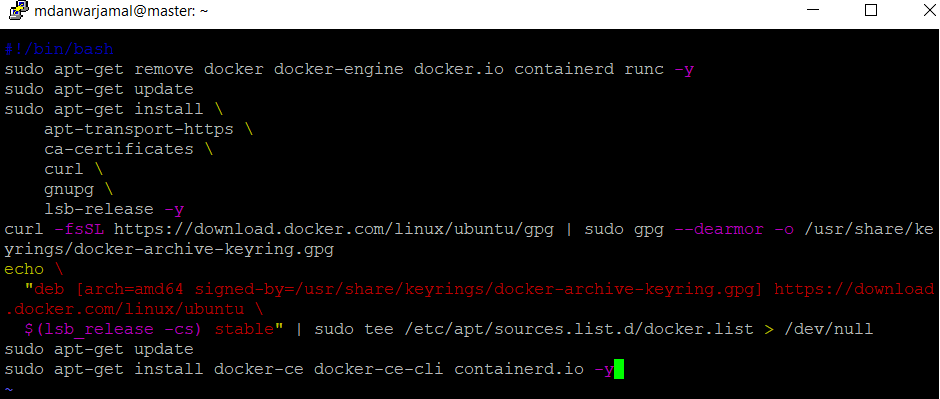 mdanwarjamal@master: ~
#!/bin/bash
sudo apt-get remove docker docker-engine docker.io containerd runc -y
sudo apt-get update
sudo apt-get install \
    apt-transport-https \
    ca-certificates \
    curl \
    gnupg \
    lsb-release -y
curl -fsSL https://download.docker.com/linux/ubuntu/gpg | sudo gpg --dearmor -o /usr/share/ke
yrings/docker-archive-keyring.gpg
echo \
  "deb [arch=amd64 signed-by=/usr/share/keyrings/docker-archive-keyring.gpg] https://download
.docker.com/linux/ubuntu \
  $(lsb_release -cs) stable" | sudo tee /etc/apt/sources.list.d/docker.list > /dev/null
sudo apt-get update
sudo apt-get install docker-ce docker-ce-cli containerd.io -y
~